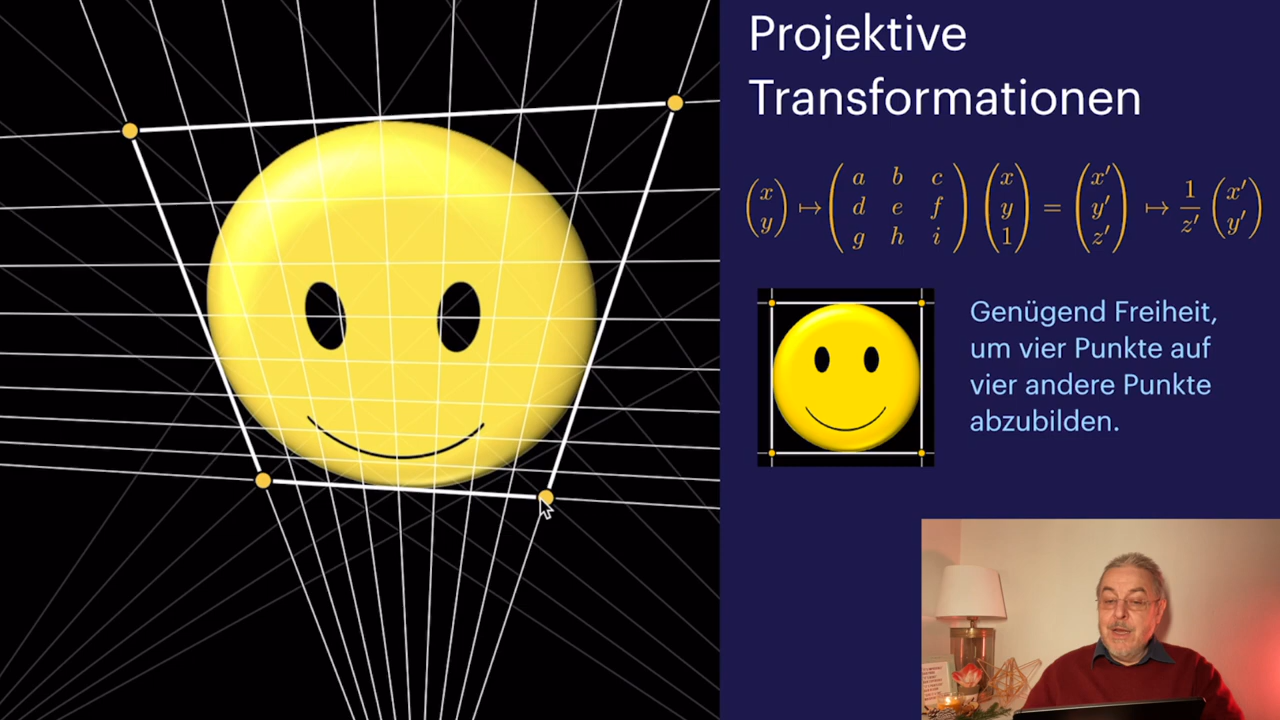 Projektive
Transformationen
(x y) ↦ (a b c d e f g h i) (x y 1) = (x′ y′ z′) ↦ 1/z′ (x′ y′)
Genügend Freiheit,
um vier Punkte auf
vier andere Punkte
abzubilden.